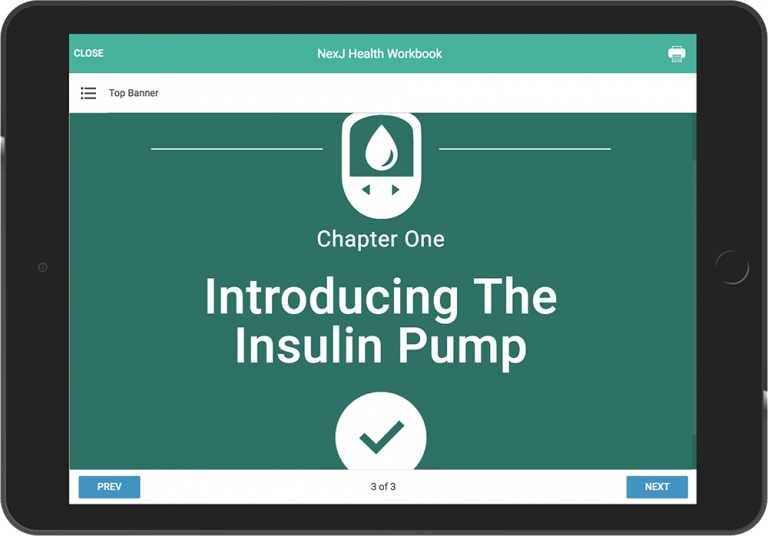 CLOSE
NexJ Health Workbook
Top Banner
Chapter One
Introducing The
Insulin Pump
PREV
3 of 3
NEXT